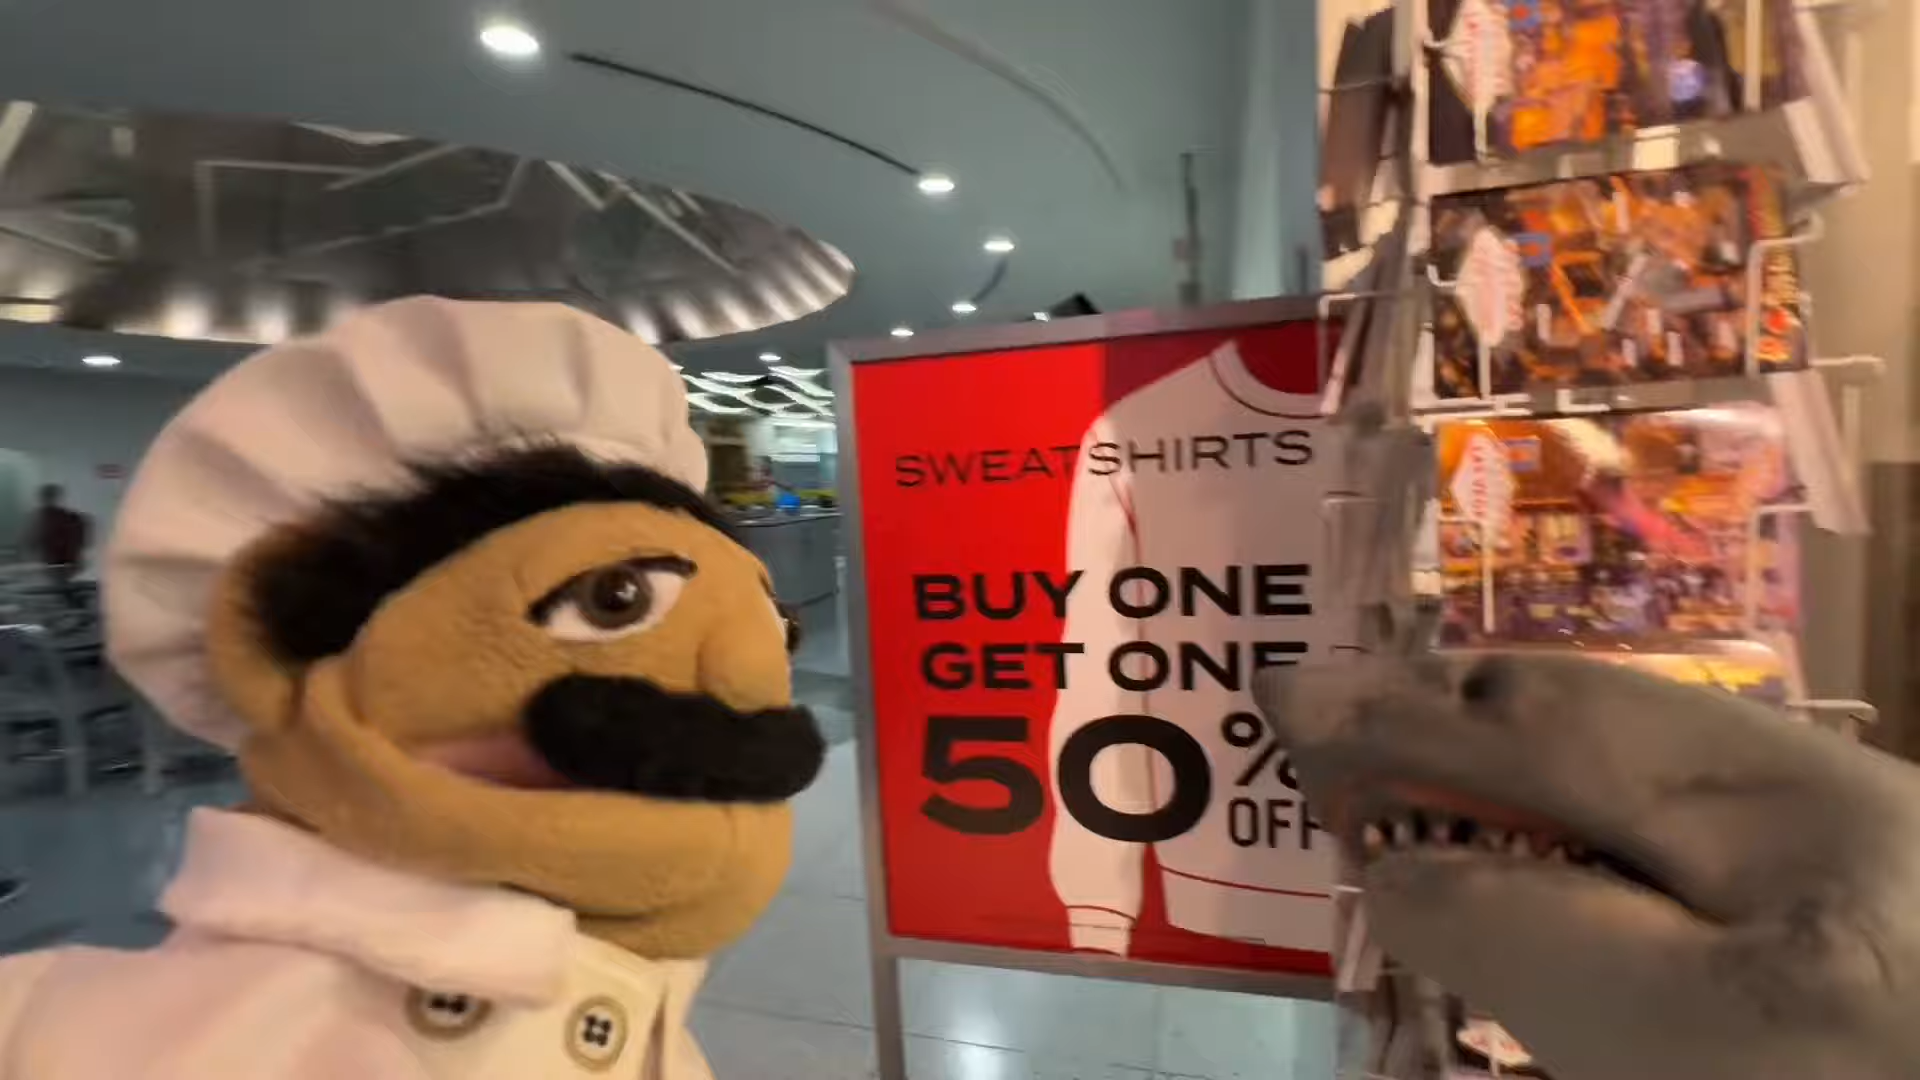 SWEATSHIRTS
BUY ONE
GET ONE
50%
OFF